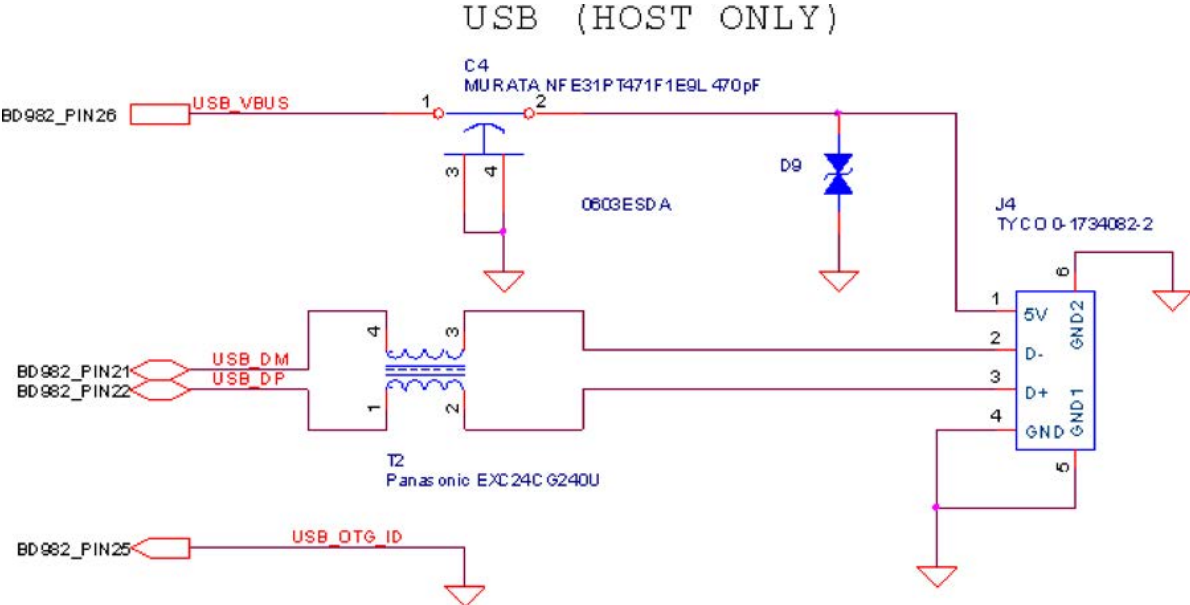 USB (HOST ONLY)
C4
MURATA NFE31PT471F1E9L 470pF
BD982_PIN26
USB_VBUS
1
2
3
4
D9
0603ESDA
J4
TYCO 0-1734082-2
6
1
5V
GND2
2
D-
3
D+
4
GND
GND1
5
BD982_PIN21
USB_DM
BD982_PIN22
USB_DP
4
3
1
2
T2
Panasonic EXC24CG240U
BD982_PIN25
USB_OTG_ID